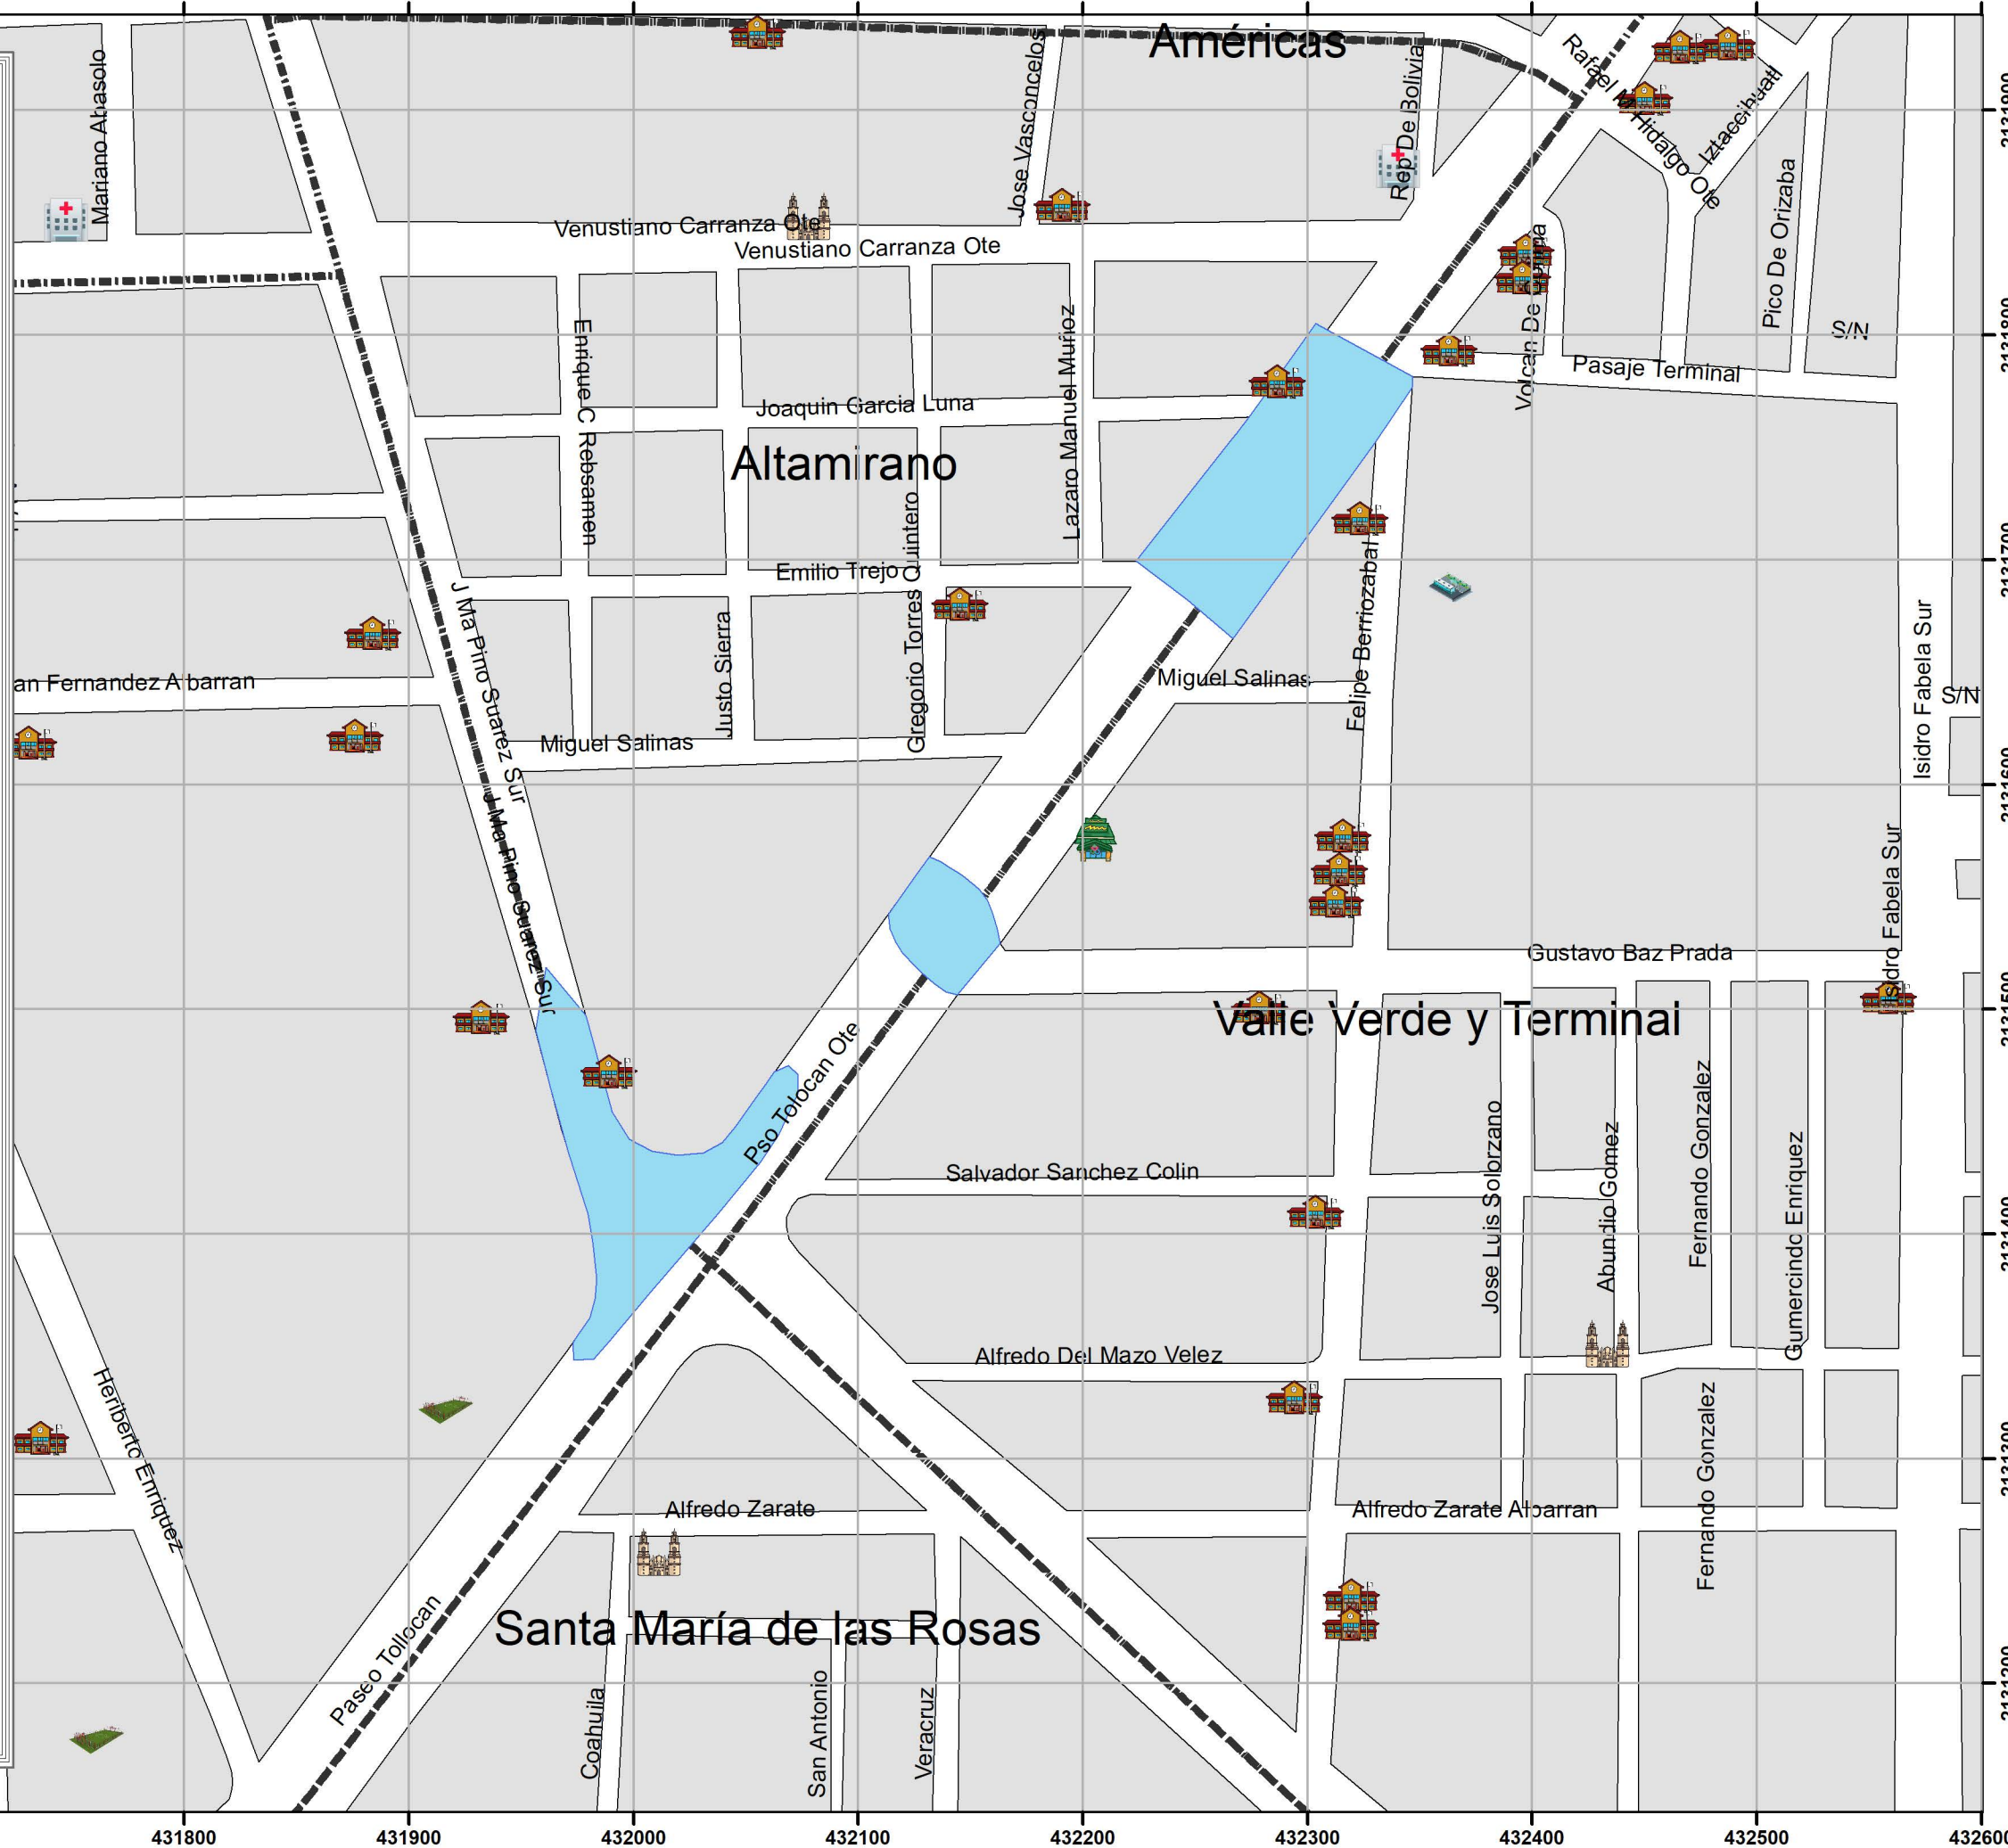 Américas
Mariano Abasolo
Jose Vasconcelos
Rep De Bolivia
Rafael M Hidalgo Ote
Iztaccihuatl
Pico De Orizaba
Venustiano Carranza Ote
Venustiano Carranza Ote
S/N
Pasaje Terminal
Enrique C Rebsamen
Lazaro Manuel Muñoz
Joaquin Garcia Luna
Altamirano
Emilio Trejo
Gregorio Torres Quintero
Justo Sierra
J Ma Pino Suarez Sur
an Fernandez Albarran
Miguel Salinas
Felipe Berriozabal
Isidro Fabela Sur
S/N
Miguel Salinas
J Ma Pino Suarez Sur
Gustavo Baz Prada
Valle Verde y Terminal
Pso Tolocan Ote
Salvador Sanchez Colin
Jose Luis Solorzano
Abundio Gomez
Fernando Gonzalez
Gumercindo Enriquez
Alfredo Del Mazo Velez
Heriberto Enriquez
Fernando Gonzalez
Alfredo Zarate
Alfredo Zarate Albarran
Santa María de las Rosas
Paseo Tollocan
Coahuila
San Antonio
Veracruz
431800 431900 432000 432100 432200 432300 432400 432500 432600